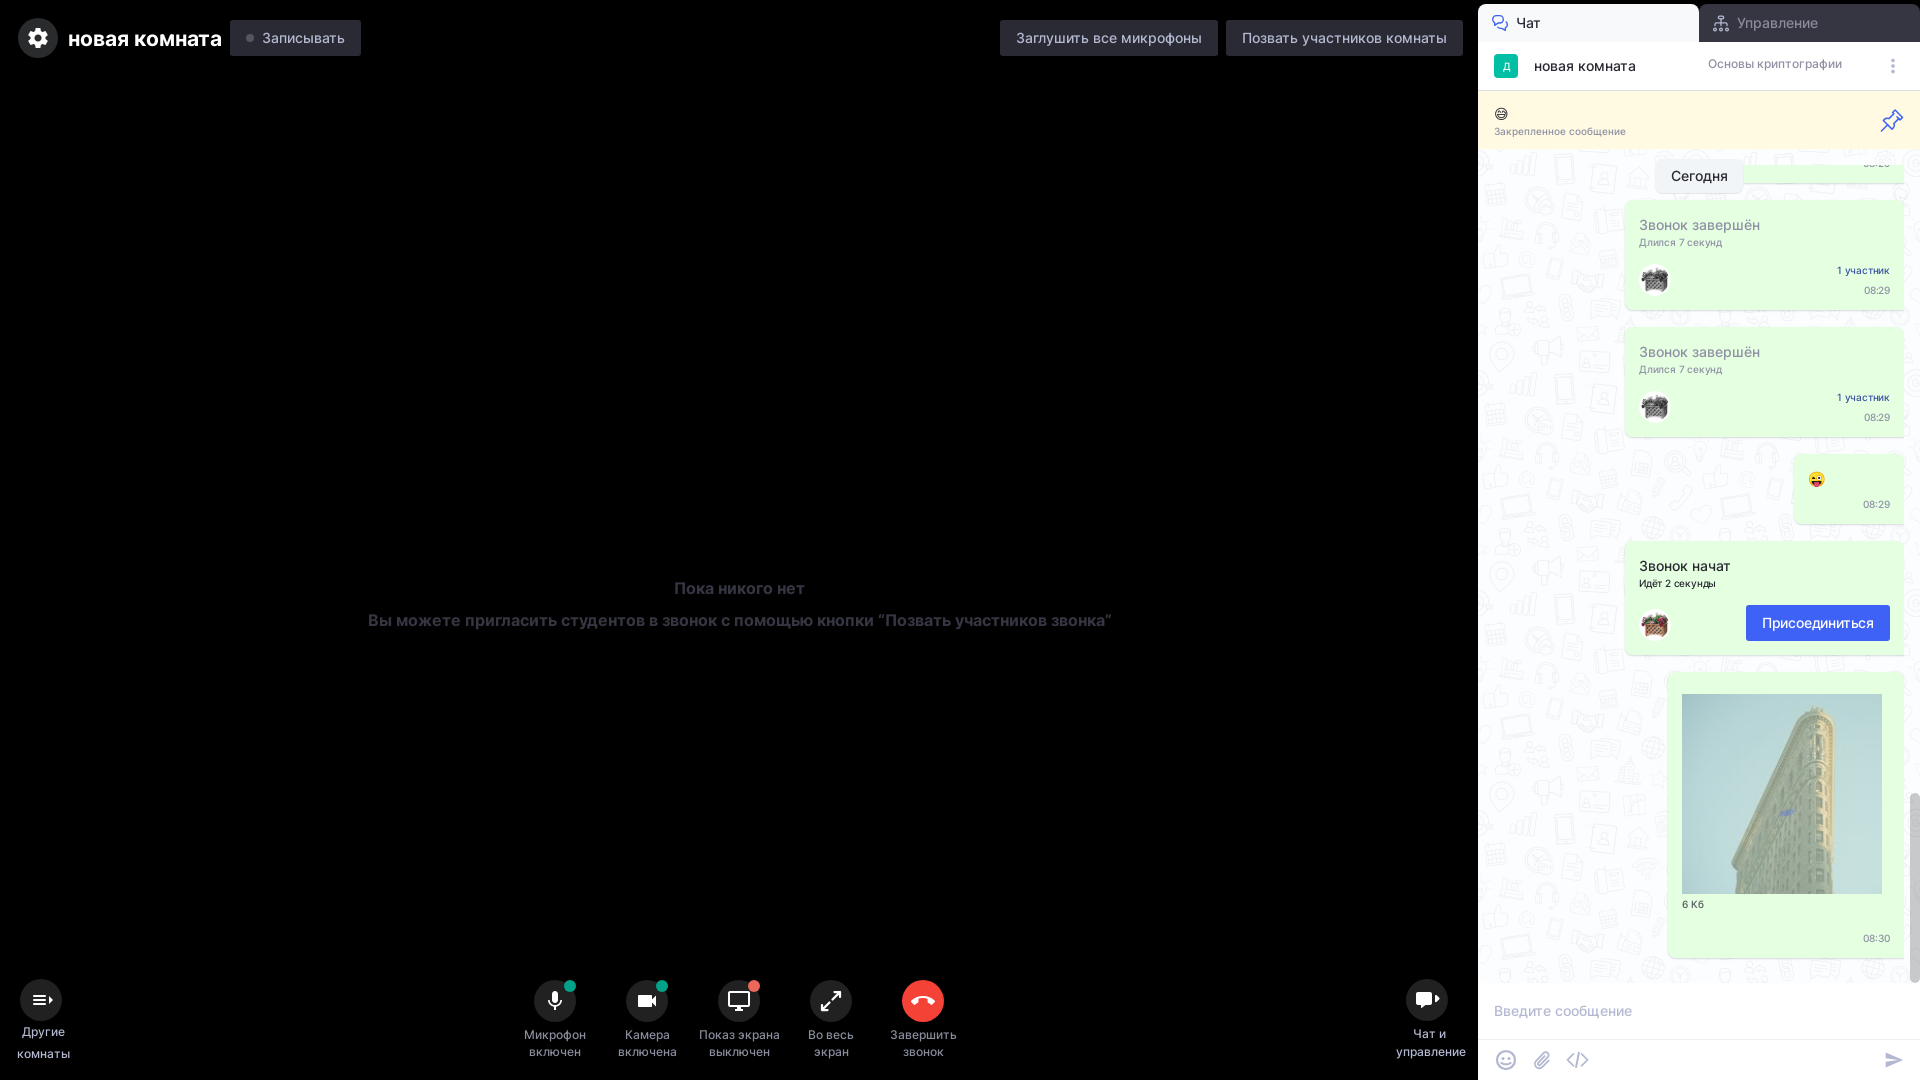 новая комната
Записывать
Заглушить все микрофоны
Позвать участников комнаты
Пока никого нет
Вы можете пригласить студентов в звонок с помощью кнопки “Позвать участников звонка”
Другие
комнаты
Микрофон
включен
Камера
включена
Показ экрана
выключен
Во весь
экран
Завершить
звонок
Чат и
управление
Чат
Управление
Д
новая комната
Основы криптографии
Закрепленное сообщение
Сегодня
Звонок завершён
Длился 7 секунд
1 участник
08:29
Звонок завершён
Длился 7 секунд
1 участник
08:29
08:29
Звонок начат
Идёт 2 секунды
Присоединиться
6 Кб
08:30
Введите сообщение